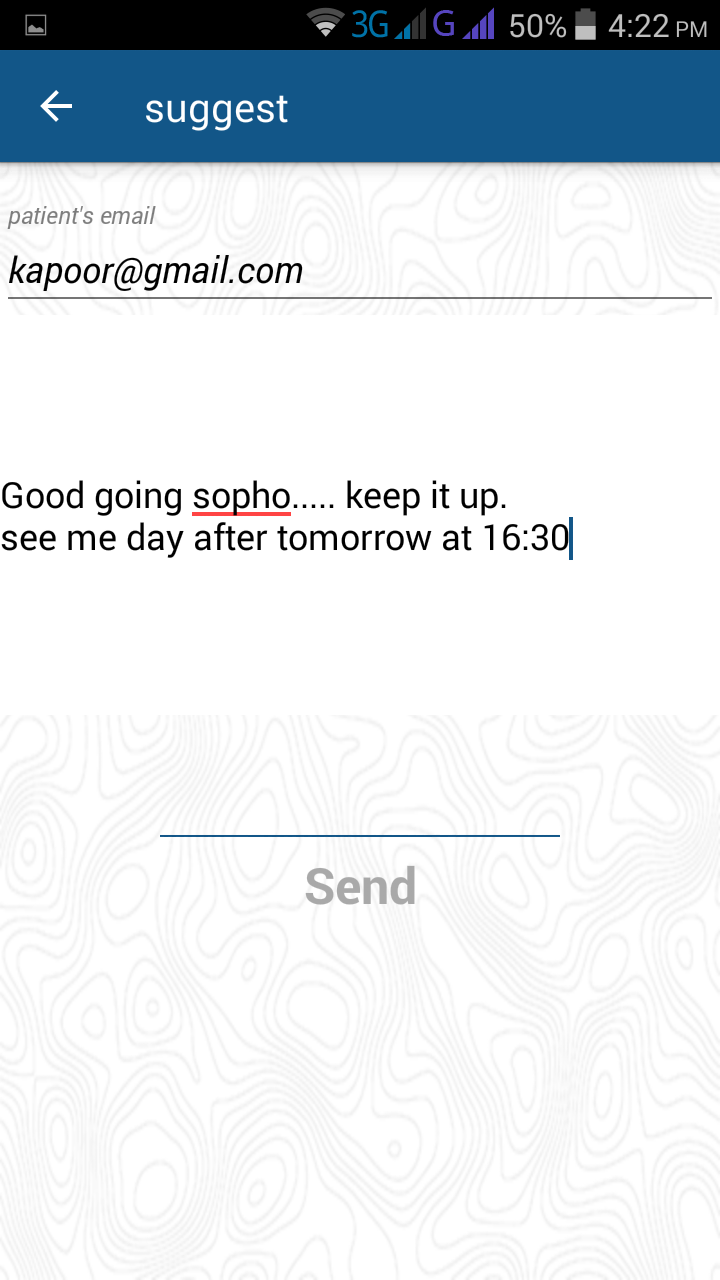 3G G 50% 4:22 PM
suggest
patient's email
kapoor@gmail.com
Good going sopho..... keep it up.
see me day after tomorrow at 16:30
Send